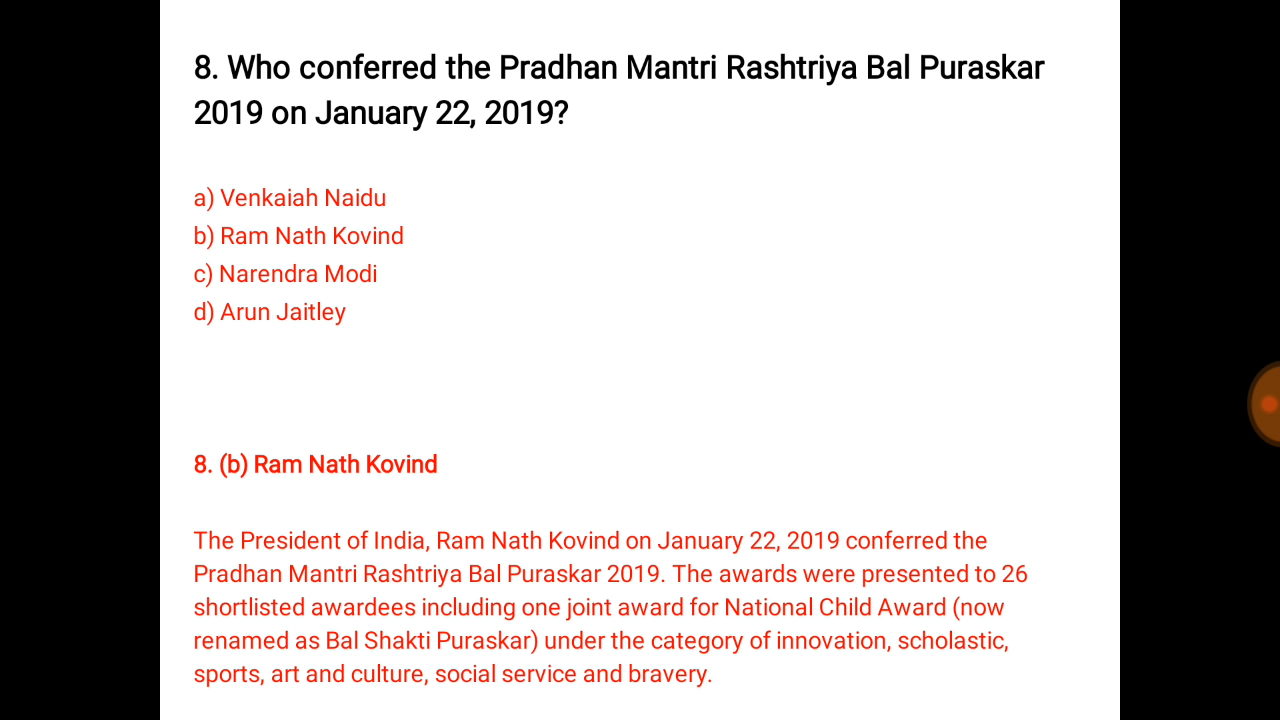 8. Who conferred the Pradhan Mantri Rashtriya Bal Puraskar
2019 on January 22, 2019?
a) Venkaiah Naidu
b) Ram Nath Kovind
c) Narendra Modi
d) Arun Jaitley
8. (b) Ram Nath Kovind
The President of India, Ram Nath Kovind on January 22, 2019 conferred the
Pradhan Mantri Rashtriya Bal Puraskar 2019. The awards were presented to 26
shortlisted awardees including one joint award for National Child Award (now
renamed as Bal Shakti Puraskar) under the category of innovation, scholastic,
sports, art and culture, social service and bravery.